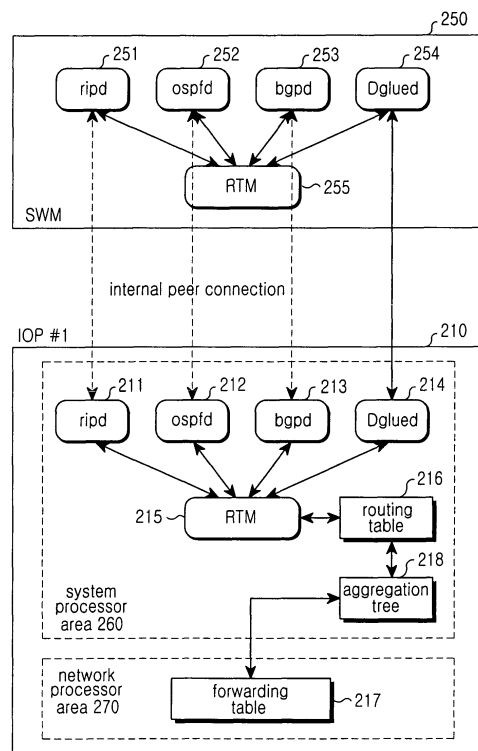 250
251
252
253
254
ripd
ospfd
bgpd
Dglued
RTM
255
SWM
internal peer connection
IOP #1
210
211
212
213
214
ripd
ospfd
bgpd
Dglued
216
215
RTM
routing
table
218
aggregation
tree
system
processor
area 260
network
processor
area 270
forwarding
table
217